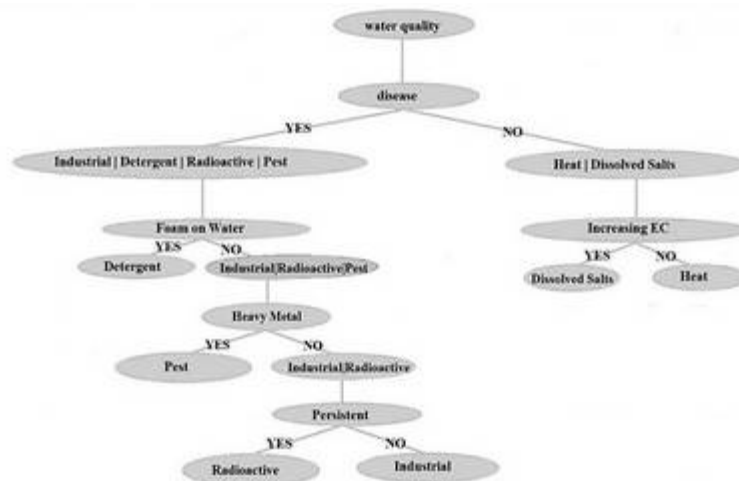 water quality
disease
YES
NO
Industrial | Detergent | Radioactive | Pest
Heat | Dissolved Salts
Foam on Water
Increasing EC
YES
NO
YES
NO
Detergent
Industrial|Radioactive|Pest
Dissolved Salts
Heat
Heavy Metal
YES
NO
Pest
Industrial|Radioactive
Persistent
YES
NO
Radioactive
Industrial